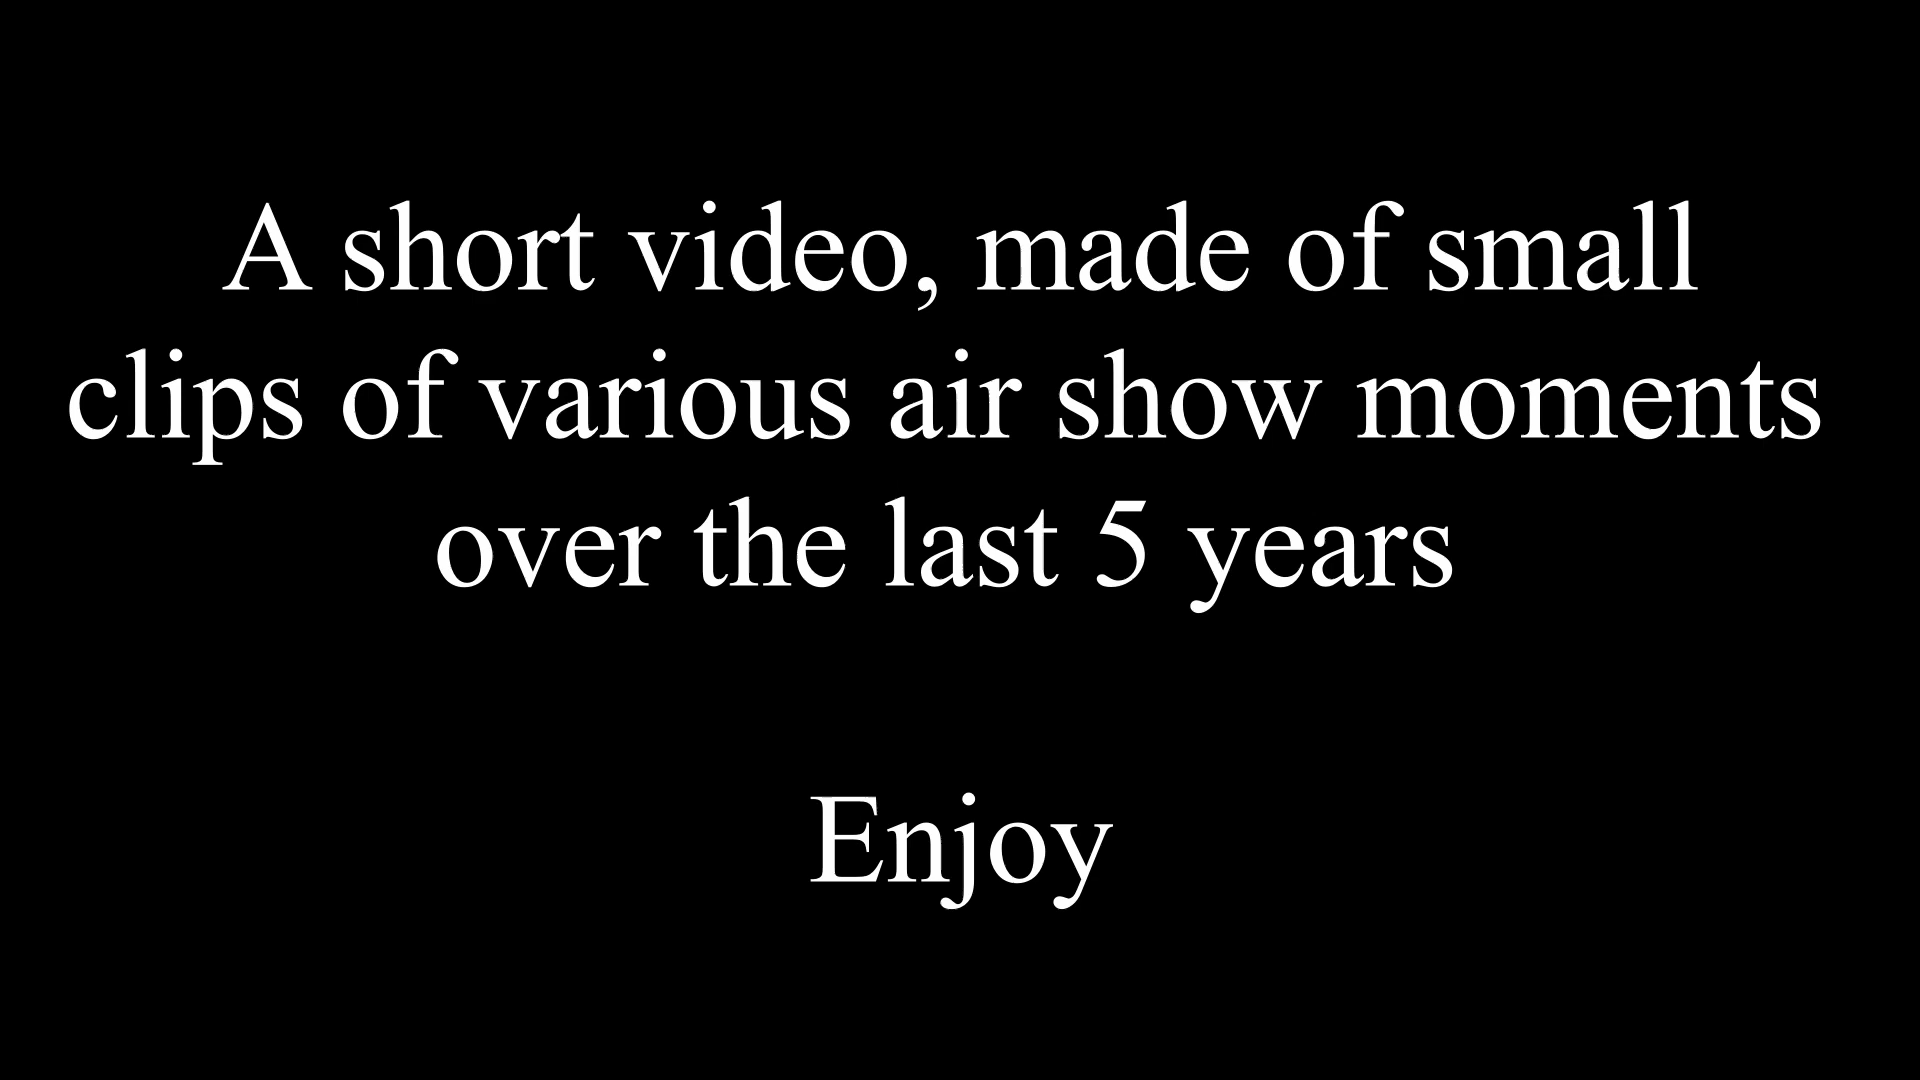 A short video, made of small
clips of various air show moments
over the last 5 years
Enjoy